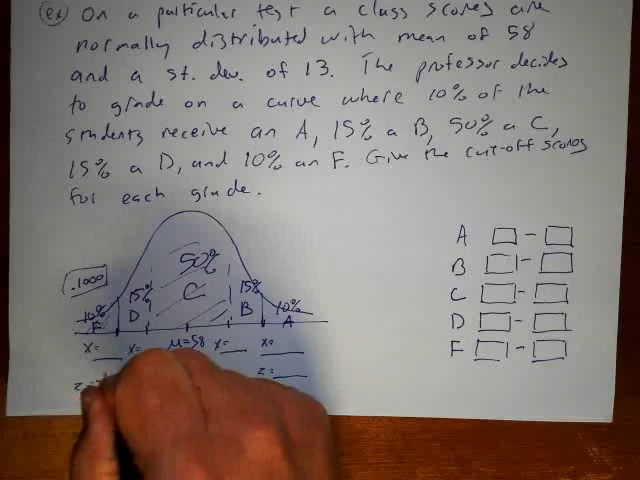 (ex) On a particular test a class scores are
normally distributed with mean of 58
and a st. dev. of 13. The professor decides
to grade on a curve where 10% of the
students receive an A, 15% a B, 50% a C,
15% a D, and 10% an F. Give the cut-off scores
for each grade.
.1000
50%
C
15%
D
15%
B
10%
F
10%
A
x= x= μ=58 x= x=
z= z=
A -
B -
C -
D -
F -